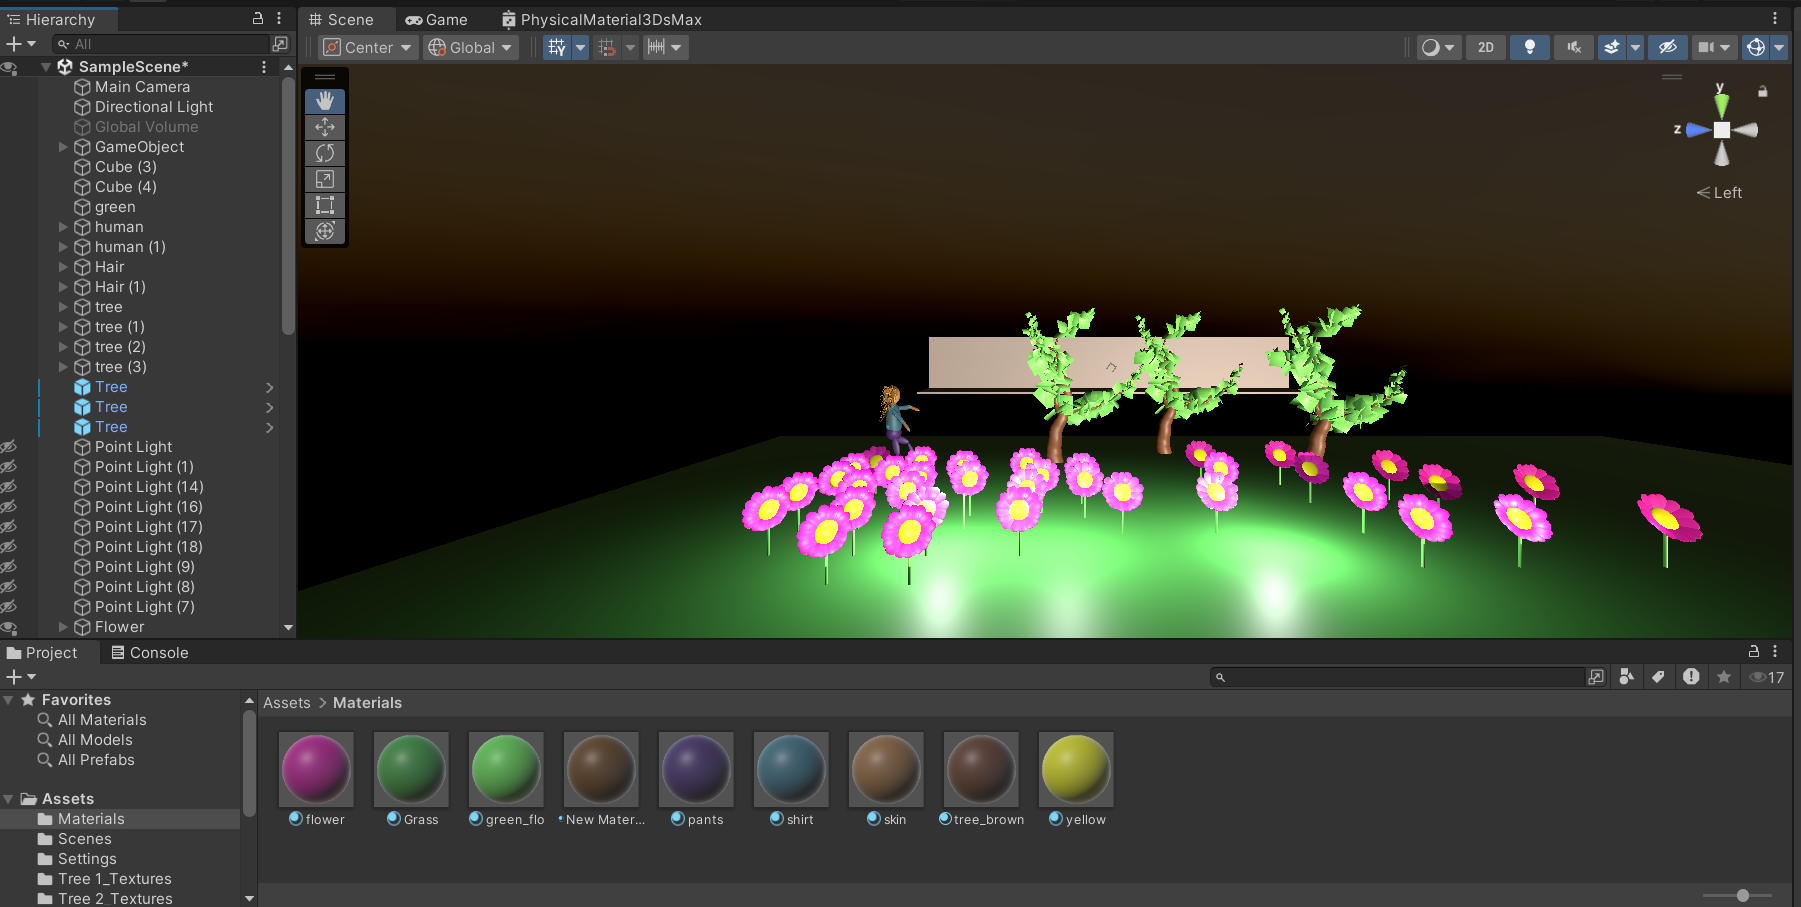 Hierarchy
Scene
Game
PhysicalMaterial3DsMax
All
Center
Global
2D
SampleScene*
Main Camera
Directional Light
Global Volume
GameObject
Cube (3)
Cube (4)
green
human
human (1)
Hair
Hair (1)
tree
tree (1)
tree (2)
tree (3)
Tree
Tree
Tree
Point Light
Point Light (1)
Point Light (14)
Point Light (16)
Point Light (17)
Point Light (18)
Point Light (9)
Point Light (8)
Point Light (7)
Flower
y
z
Left
Project
Console
17
Favorites
All Materials
All Models
All Prefabs
Assets
Materials
Scenes
Settings
Tree 1_Textures
Tree 2_Textures
Assets > Materials
flower
Grass
green_flo
New Mater...
pants
shirt
skin
tree_brown
yellow